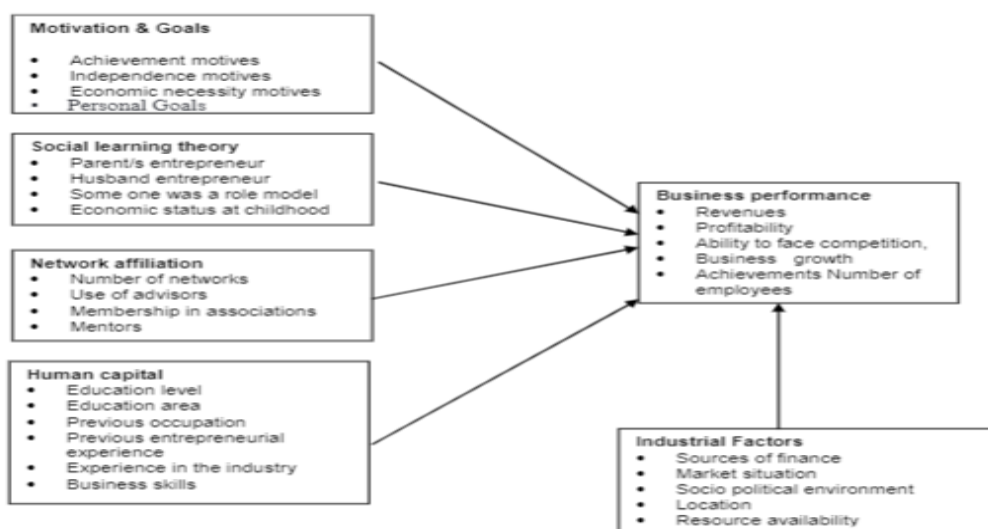 Motivation & Goals
• Achievement motives
• Independence motives
• Economic necessity motives
• Personal Goals
Social learning theory
• Parent/s entrepreneur
• Husband entrepreneur
• Some one was a role model
• Economic status at childhood
Network affiliation
• Number of networks
• Use of advisors
• Membership in associations
• Mentors
Human capital
• Education level
• Education area
• Previous occupation
• Previous entrepreneurial
experience
• Experience in the industry
• Business skills
Business performance
• Revenues
• Profitability
• Ability to face competition,
• Business growth
• Achievements Number of
employees
Industrial Factors
• Sources of finance
• Market situation
• Socio political environment
• Location
• Resource availability